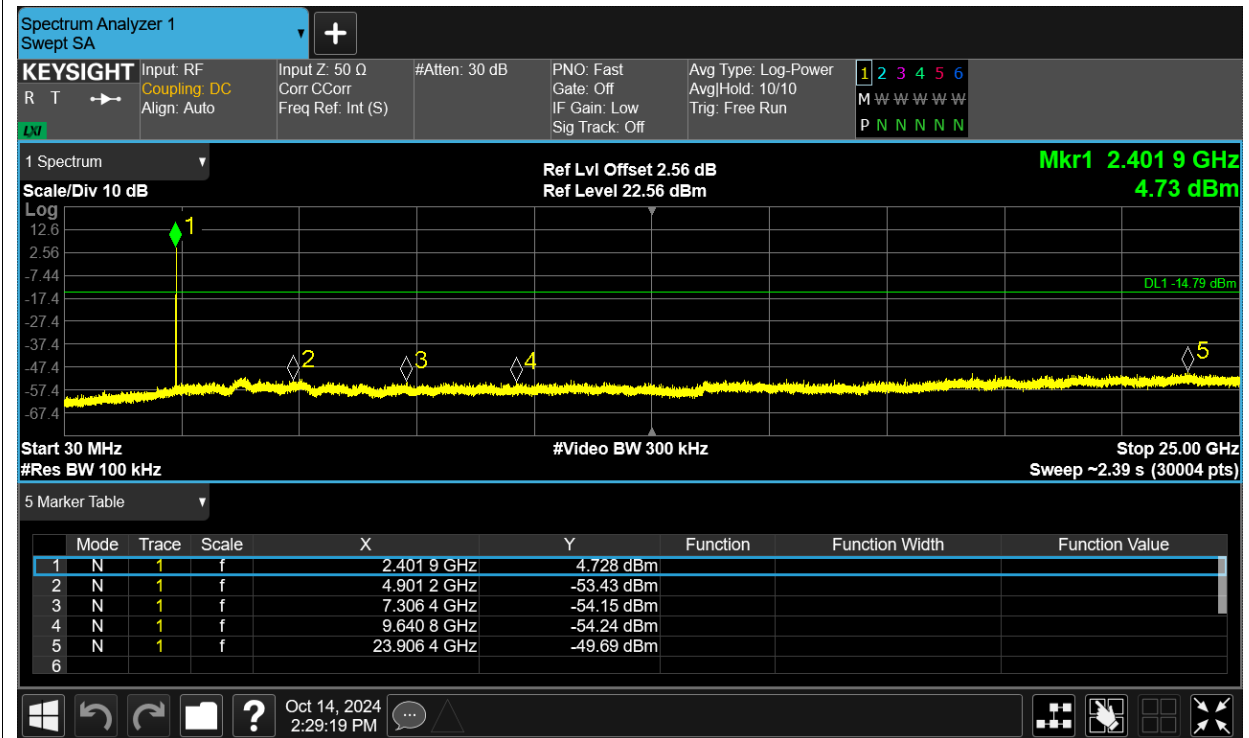 Spectrum Analyzer 1
Swept SA
KEYSIGHT
R T
LXI
Input: RF
Coupling: DC
Align: Auto
Input Z: 50 Ω
Corr CCorr
Freq Ref: Int (S)
#Atten: 30 dB
PNO: Fast
Gate: Off
IF Gain: Low
Sig Track: Off
Avg Type: Log-Power
Avg|Hold: 10/10
Trig: Free Run
1 2 3 4 5 6
M W W W W W
P N N N N N
1 Spectrum
Scale/Div 10 dB
Ref Lvl Offset 2.56 dB
Ref Level 22.56 dBm
Mkr1 2.401 9 GHz
4.73 dBm
Log
12.6
2.56
-7.44
-17.4
-27.4
-37.4
-47.4
-57.4
-67.4
1
2
3
4
5
DL1 -14.79 dBm
Start 30 MHz
#Video BW 300 kHz
Stop 25.00 GHz
#Res BW 100 kHz
Sweep ~2.39 s (30004 pts)
5 Marker Table
Mode Trace Scale X Y Function Function Width Function Value
1 N 1 f 2.401 9 GHz 4.728 dBm
2 N 1 f 4.901 2 GHz -53.43 dBm
3 N 1 f 7.306 4 GHz -54.15 dBm
4 N 1 f 9.640 8 GHz -54.24 dBm
5 N 1 f 23.906 4 GHz -49.69 dBm
6
?
Oct 14, 2024
2:29:19 PM